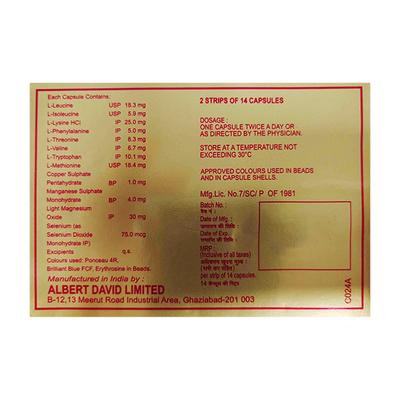 Each Capsule Contains:
L-Leucine USP 18.3 mg
L-Isoleucine USP 5.9 mg
L-Lysine HCl IP 25.0 mg
L-Phenylalanine IP 5.0 mg
L-Threonine IP 8.3 mg
L-Valine IP 6.7 mg
L-Tryptophan IP 10.1 mg
L-Methionine USP 18.4 mg
Copper Sulphate
Pentahydrate BP 1.0 mg
Manganese Sulphate
Monohydrate BP 4.0 mg
Light Magnesium
Oxide IP 30 mg
Selenium (as
Selenium Dioxide 75.0 mcg
Monohydrate IP)
Excipients q.s.
Colours used: Ponceau 4R,
Brilliant Blue FCF, Erythrosine in Beads.
Manufactured in India by :
ALBERT DAVID LIMITED
B-12,13 Meerut Road Industrial Area, Ghaziabad-201 003
2 STRIPS OF 14 CAPSULES
DOSAGE :
ONE CAPSULE TWICE A DAY OR
AS DIRECTED BY THE PHYSICIAN.
STORE AT A TEMPERATURE NOT
EXCEEDING 30°C
APPROVED COLOURS USED IN BEADS
AND IN CAPSULE SHELLS.
Mfg.Lic. No.7/SC/ P OF 1981
Batch No. :
बैच नं. :
Date of Mfg. :
Date of Exp. :
MRP :
(Inclusive of all taxes)
अधिकतम खुदरा मूल्य :
per strip of 14 capsules.
C024A